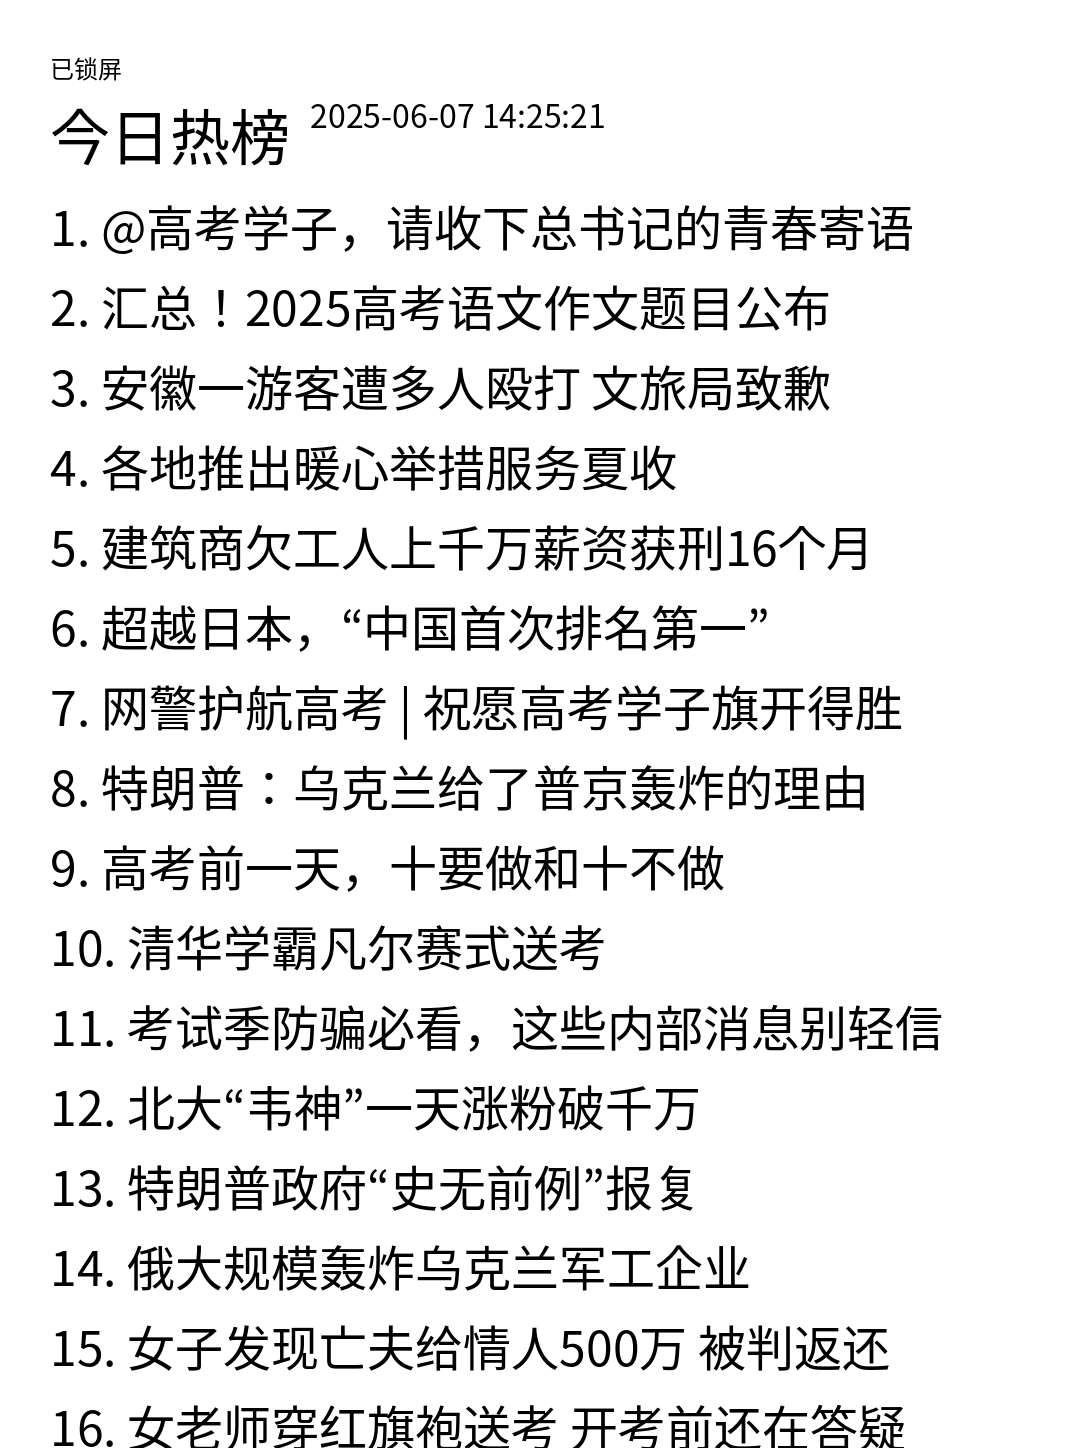 已锁屏
今日热榜 2025-06-07 14:25:21
1. @高考学子，请收下总书记的青春寄语
2. 汇总！2025高考语文作文题目公布
3. 安徽一游客遭多人殴打 文旅局致歉
4. 各地推出暖心举措服务夏收
5. 建筑商欠工人上千万薪资获刑16个月
6. 超越日本，“中国首次排名第一”
7. 网警护航高考 | 祝愿高考学子旗开得胜
8. 特朗普：乌克兰给了普京轰炸的理由
9. 高考前一天，十要做和十不做
10. 清华学霸凡尔赛式送考
11. 考试季防骗必看，这些内部消息别轻信
12. 北大“韦神”一天涨粉破千万
13. 特朗普政府“史无前例”报复
14. 俄大规模轰炸乌克兰军工企业
15. 女子发现亡夫给情人500万 被判返还
16. 女老师穿红旗袍送考 开考前还在答疑